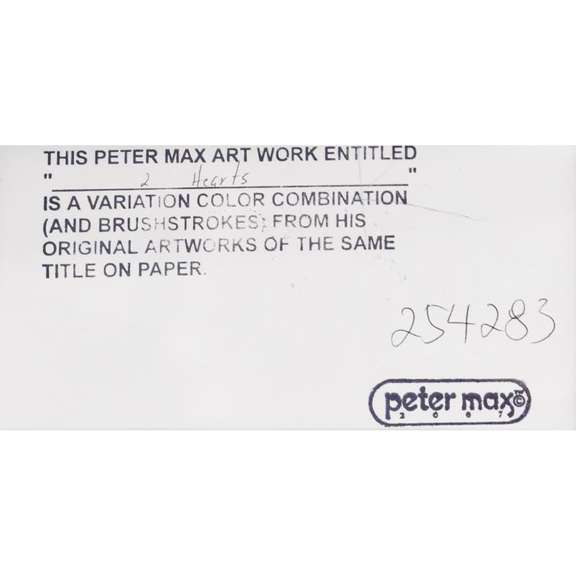 THIS PETER MAX ART WORK ENTITLED
" 2 Hearts "
IS A VARIATION COLOR COMBINATION
(AND BRUSHSTROKES) FROM HIS
ORIGINAL ARTWORKS OF THE SAME
TITLE ON PAPER.
254283
peter max ©
2007